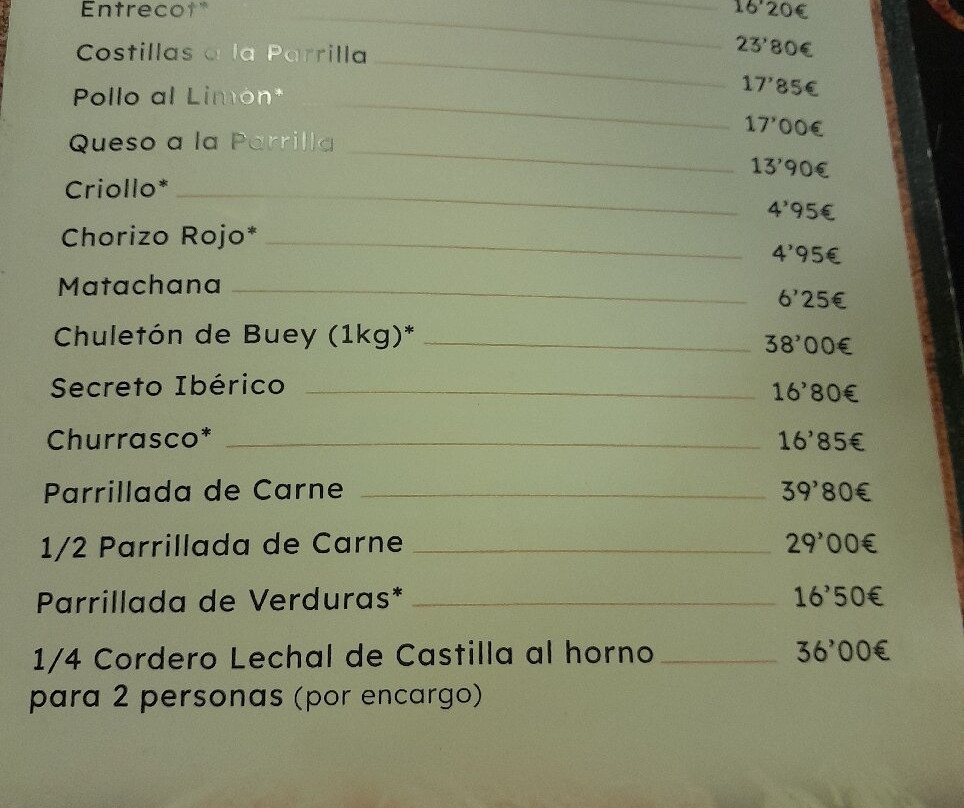 16'20€
Entrecot* 23'80€
Costillas a la Parrilla 17'85€
Pollo al Limón* 17'00€
Queso a la Parrilla 13'90€
Criollo* 4'95€
Chorizo Rojo* 4'95€
Matachana 6'25€
Chuletón de Buey (1kg)* 38'00€
Secreto Ibérico 16'80€
Churrasco* 16'85€
Parrillada de Carne 39'80€
1/2 Parrillada de Carne 29'00€
Parrillada de Verduras* 16'50€
1/4 Cordero Lechal de Castilla al horno 36'00€
para 2 personas (por encargo)